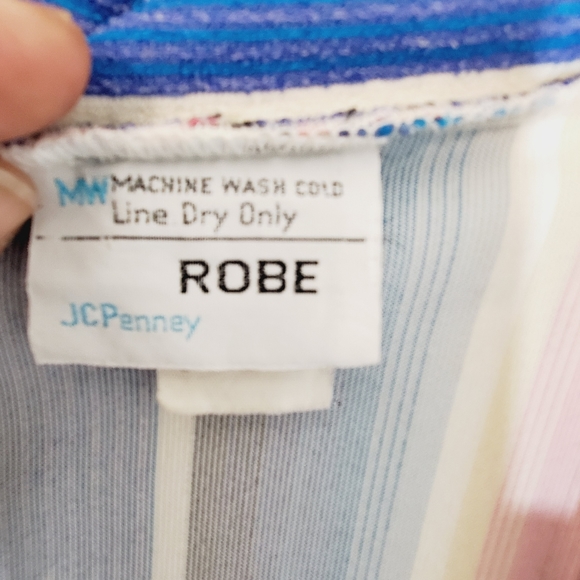 MW MACHINE WASH COLD
Line Dry Only
ROBE
JCPenney